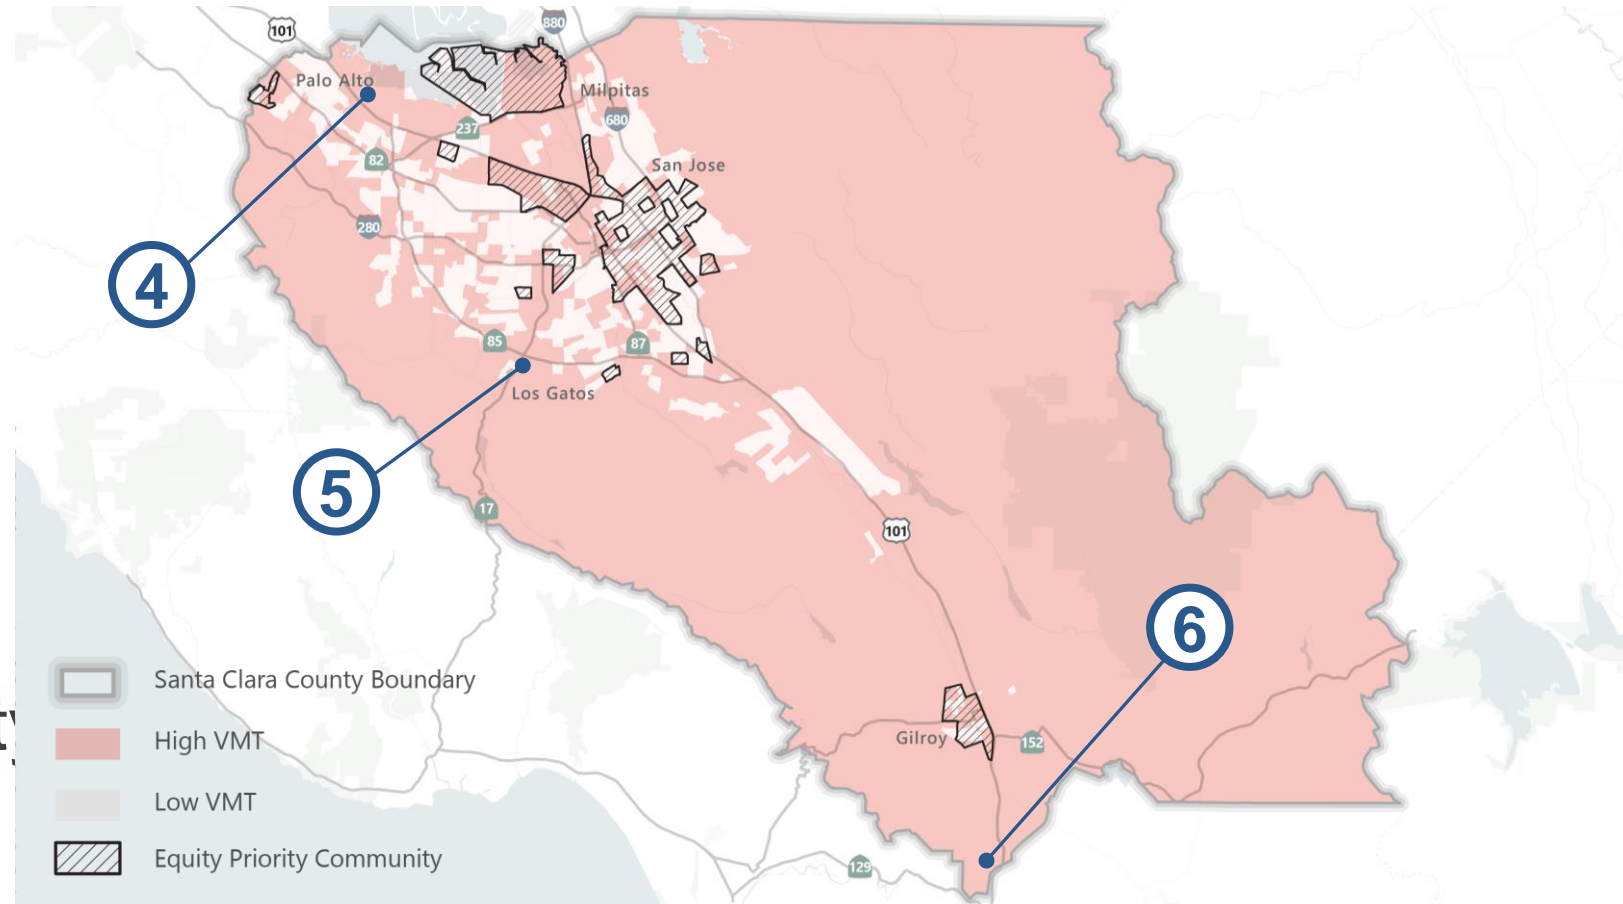 101
880
Palo Alto
Milpitas
680
237
82
San Jose
280
4
85
87
Los Gatos
5
17
101
6
Santa Clara County Boundary
High VMT
Gilroy
152
Low VMT
Equity Priority Community
129